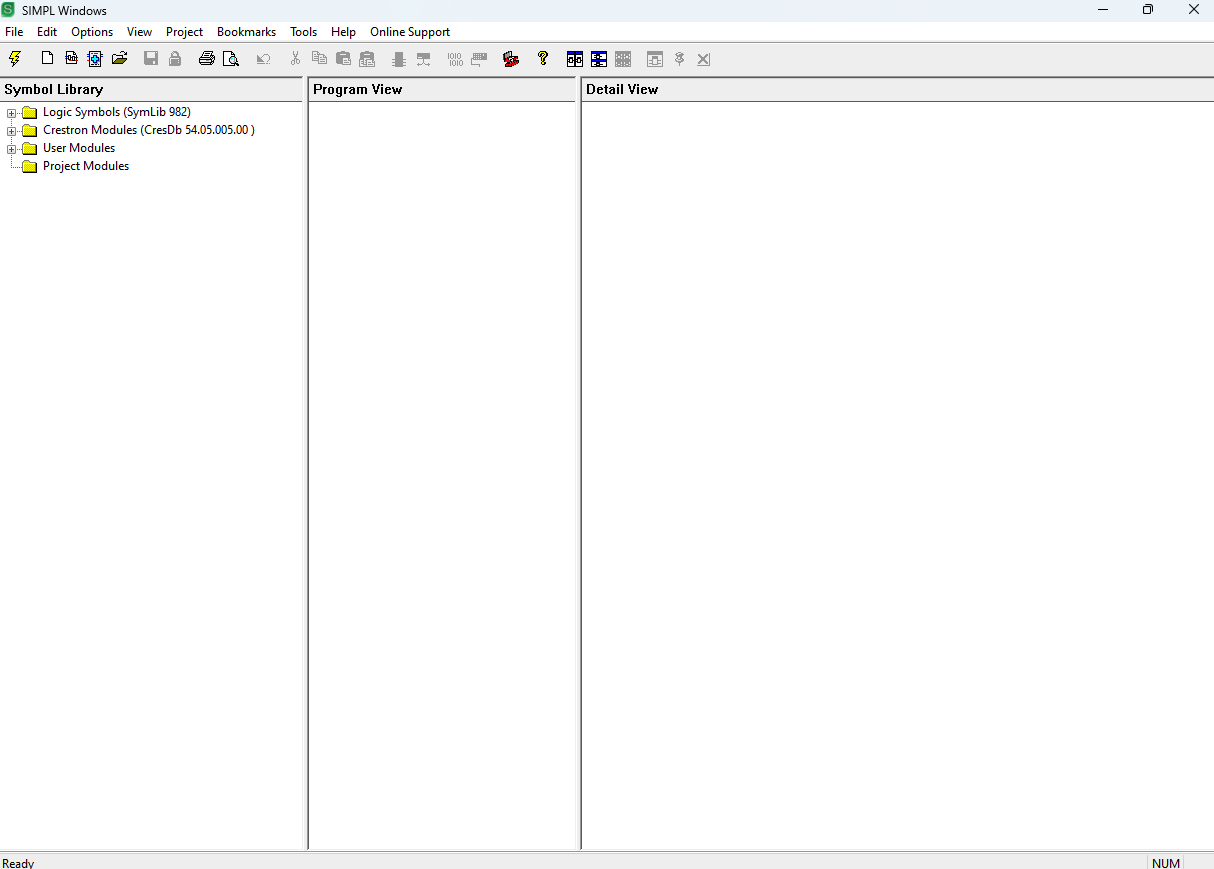 SIMPL Windows
File Edit Options View Project Bookmarks Tools Help Online Support
Symbol Library
Logic Symbols (SymLib 982)
Crestron Modules (CresDb 54.05.005.00 )
User Modules
Project Modules
Program View
Detail View
Ready
NUM